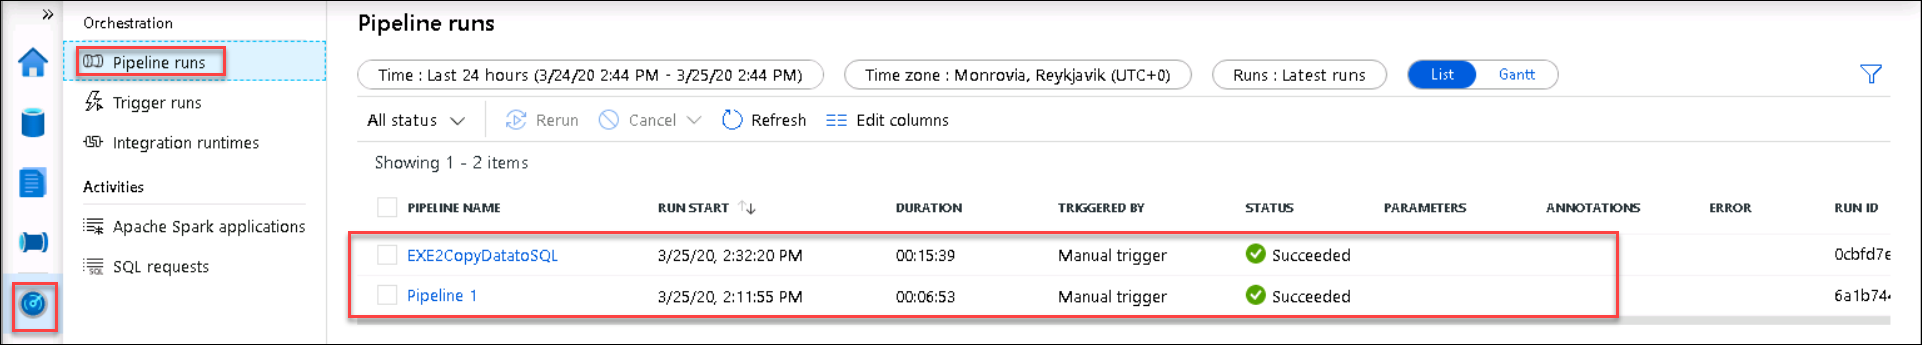 »
Orchestration
Pipeline runs
Trigger runs
Integration runtimes
Activities
Apache Spark applications
SQL
SQL requests
Pipeline runs
Time : Last 24 hours (3/24/20 2:44 PM - 3/25/20 2:44 PM) Time zone : Monrovia, Reykjavik (UTC+0) Runs : Latest runs List Gantt
All status Rerun Cancel Refresh Edit columns
Showing 1 - 2 items
PIPELINE NAME RUN START DURATION TRIGGERED BY STATUS PARAMETERS ANNOTATIONS ERROR RUN ID
EXE2CopyDatatoSQL 3/25/20, 2:32:20 PM 00:15:39 Manual trigger Succeeded 0cbfd7e
Pipeline 1 3/25/20, 2:11:55 PM 00:06:53 Manual trigger Succeeded 6a1b744